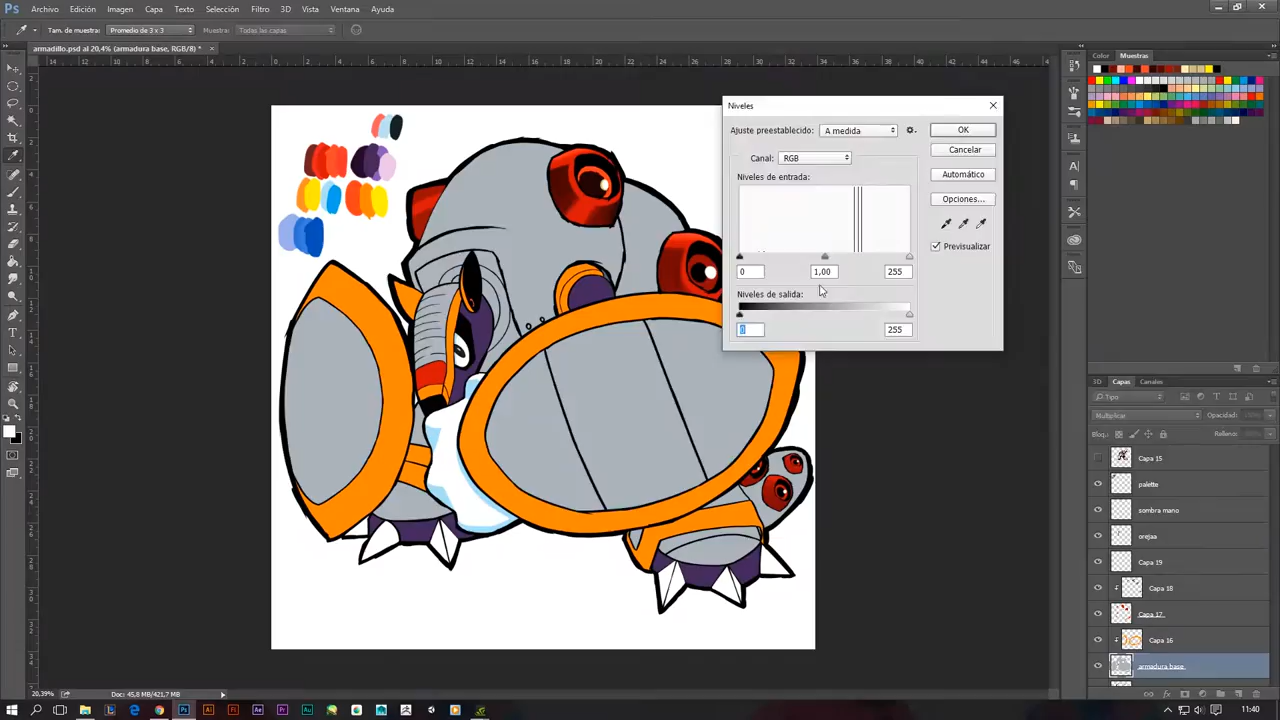 Ps Archivo Edición Imagen Capa Texto Selección Filtro 3D Vista Ventana Ayuda
Tam. de muestra: Promedio de 3 x 3 Muestra: Todas las capas
armadillo.psd al 20,4% (armadura base, RGB/8) * ×
Color Muestras
Niveles
Ajuste preestablecido: A medida OK
Cancelar
Canal: RGB
Automático
Niveles de entrada:
Opciones...
Previsualizar
0 1,00 255
Niveles de salida:
0 255
3D Capas Canales
Tipo
Multiplicar Opacidad: 100%
Bloq.: Relleno:
Capa 15
palette
sombra mano
orejaa
Capa 19
Capa 18
Capa 17
Capa 16
armadura base
20,39% Doc: 45,8 MB/421,7 MB
11:40